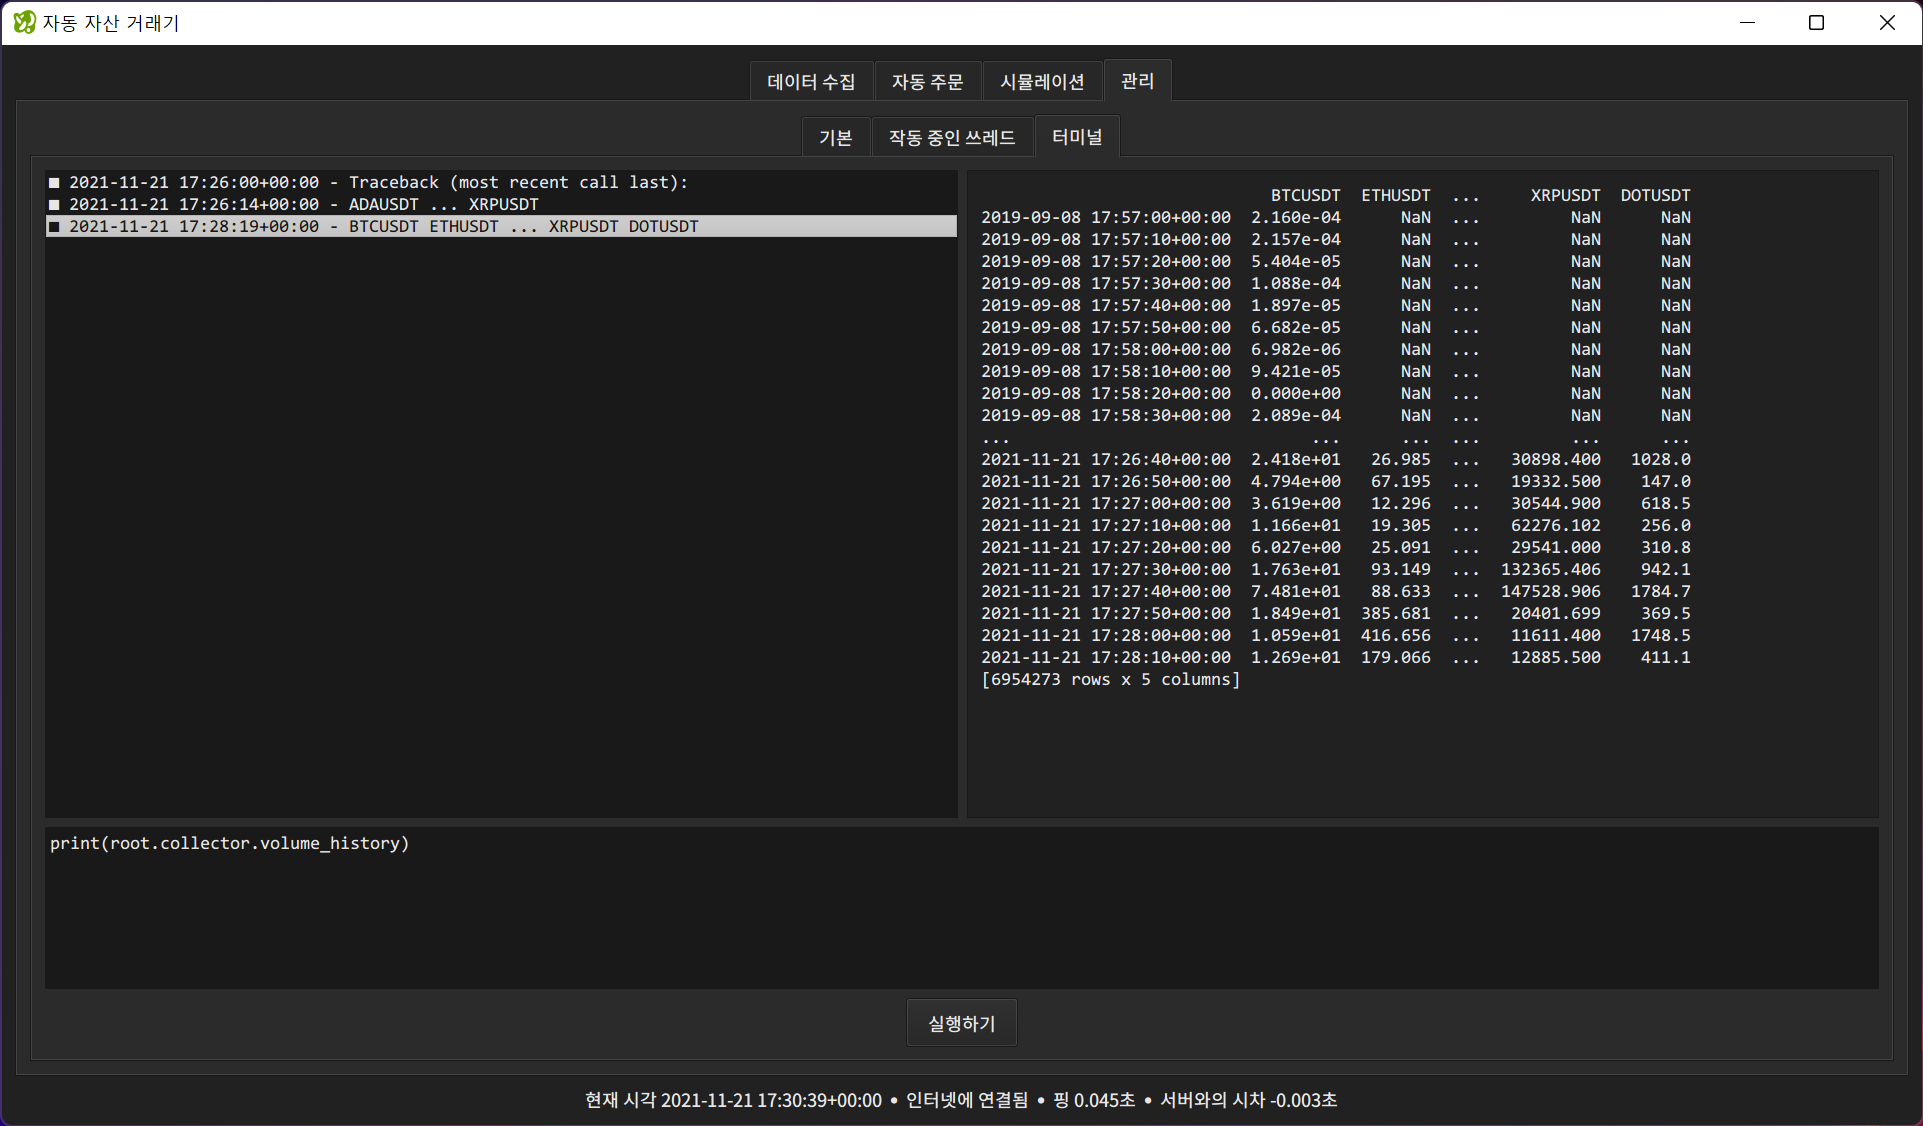 자동 자산 거래기
데이터 수집 자동 주문 시뮬레이션 관리
기본 작동 중인 쓰레드 터미널
■ 2021-11-21 17:26:00+00:00 - Traceback (most recent call last):
■ 2021-11-21 17:26:14+00:00 - ADAUSDT ... XRPUSDT
■ 2021-11-21 17:28:19+00:00 - BTCUSDT ETHUSDT ... XRPUSDT DOTUSDT
BTCUSDT ETHUSDT ... XRPUSDT DOTUSDT
2019-09-08 17:57:00+00:00 2.160e-04 NaN ... NaN NaN
2019-09-08 17:57:10+00:00 2.157e-04 NaN ... NaN NaN
2019-09-08 17:57:20+00:00 5.404e-05 NaN ... NaN NaN
2019-09-08 17:57:30+00:00 1.088e-04 NaN ... NaN NaN
2019-09-08 17:57:40+00:00 1.897e-05 NaN ... NaN NaN
2019-09-08 17:57:50+00:00 6.682e-05 NaN ... NaN NaN
2019-09-08 17:58:00+00:00 6.982e-06 NaN ... NaN NaN
2019-09-08 17:58:10+00:00 9.421e-05 NaN ... NaN NaN
2019-09-08 17:58:20+00:00 0.000e+00 NaN ... NaN NaN
2019-09-08 17:58:30+00:00 2.089e-04 NaN ... NaN NaN
... ... ... ... ... ...
2021-11-21 17:26:40+00:00 2.418e+01 26.985 ... 30898.400 1028.0
2021-11-21 17:26:50+00:00 4.794e+00 67.195 ... 19332.500 147.0
2021-11-21 17:27:00+00:00 3.619e+00 12.296 ... 30544.900 618.5
2021-11-21 17:27:10+00:00 1.166e+01 19.305 ... 62276.102 256.0
2021-11-21 17:27:20+00:00 6.027e+00 25.091 ... 29541.000 310.8
2021-11-21 17:27:30+00:00 1.763e+01 93.149 ... 132365.406 942.1
2021-11-21 17:27:40+00:00 7.481e+01 88.633 ... 147528.906 1784.7
2021-11-21 17:27:50+00:00 1.849e+01 385.681 ... 20401.699 369.5
2021-11-21 17:28:00+00:00 1.059e+01 416.656 ... 11611.400 1748.5
2021-11-21 17:28:10+00:00 1.269e+01 179.066 ... 12885.500 411.1
[6954273 rows x 5 columns]
print(root.collector.volume_history)
실행하기
현재 시각 2021-11-21 17:30:39+00:00 • 인터넷에 연결됨 • 핑 0.045초 • 서버와의 시차 -0.003초